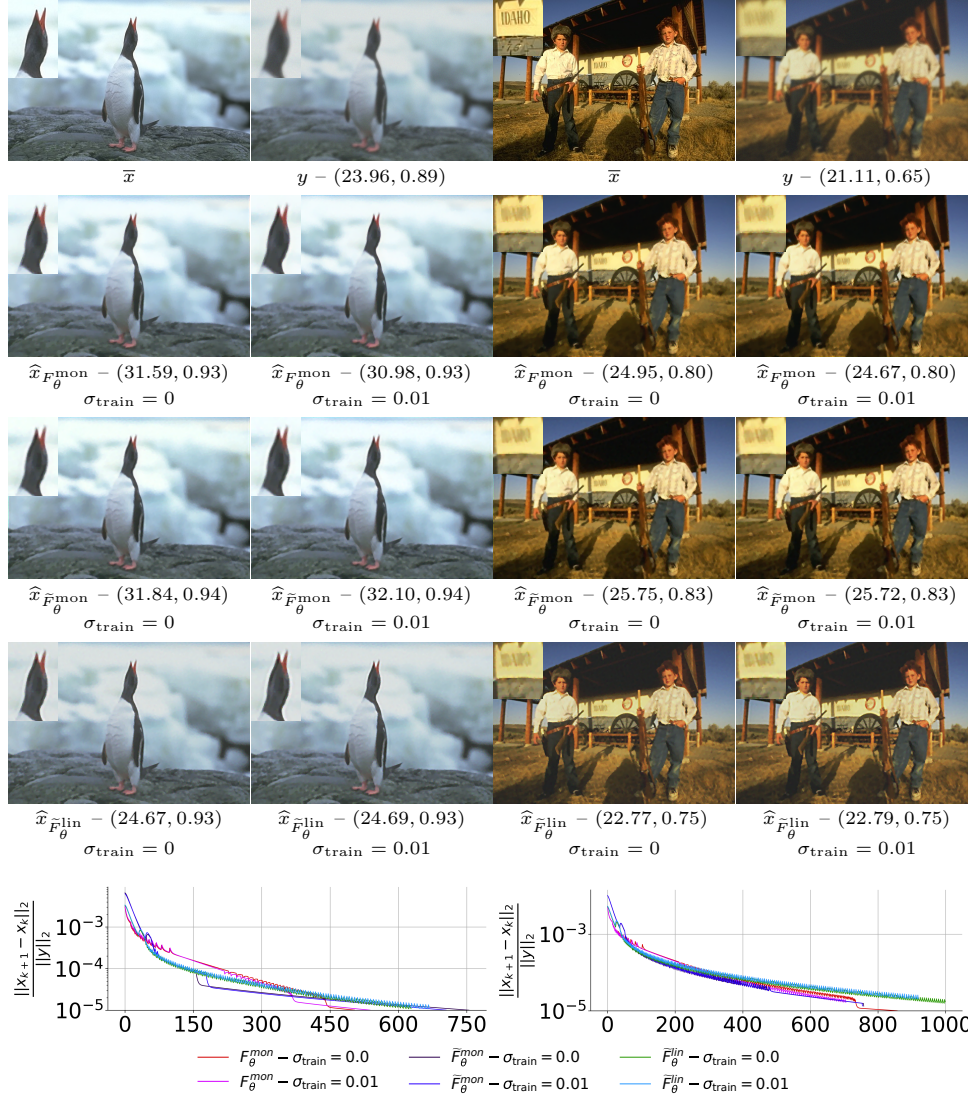 IDAHO
x̅
y – (23.96, 0.89)
x̅
y – (21.11, 0.65)
x̂_{F_θ^mon} – (31.59, 0.93)
σ_train = 0
x̂_{F_θ^mon} – (30.98, 0.93)
σ_train = 0.01
x̂_{F_θ^mon} – (24.95, 0.80)
σ_train = 0
x̂_{F_θ^mon} – (24.67, 0.80)
σ_train = 0.01
x̂_{F̃_θ^mon} – (31.84, 0.94)
σ_train = 0
x̂_{F̃_θ^mon} – (32.10, 0.94)
σ_train = 0.01
x̂_{F̃_θ^mon} – (25.75, 0.83)
σ_train = 0
x̂_{F̃_θ^mon} – (25.72, 0.83)
σ_train = 0.01
x̂_{F̃_θ^lin} – (24.67, 0.93)
σ_train = 0
x̂_{F̃_θ^lin} – (24.69, 0.93)
σ_train = 0.01
x̂_{F̃_θ^lin} – (22.77, 0.75)
σ_train = 0
x̂_{F̃_θ^lin} – (22.79, 0.75)
σ_train = 0.01
||x_{k+1} − x_k||_2
||y||_2
10^{−3}
10^{−4}
10^{−5}
0 150 300 450 600 750
||x_{k+1} − x_k||_2
||y||_2
10^{−3}
10^{−5}
0 200 400 600 800 1000
F_θ^mon − σ_train = 0.0
F̃_θ^mon − σ_train = 0.0
F̃_θ^lin − σ_train = 0.0
F_θ^mon − σ_train = 0.01
F̃_θ^mon − σ_train = 0.01
F̃_θ^lin − σ_train = 0.01